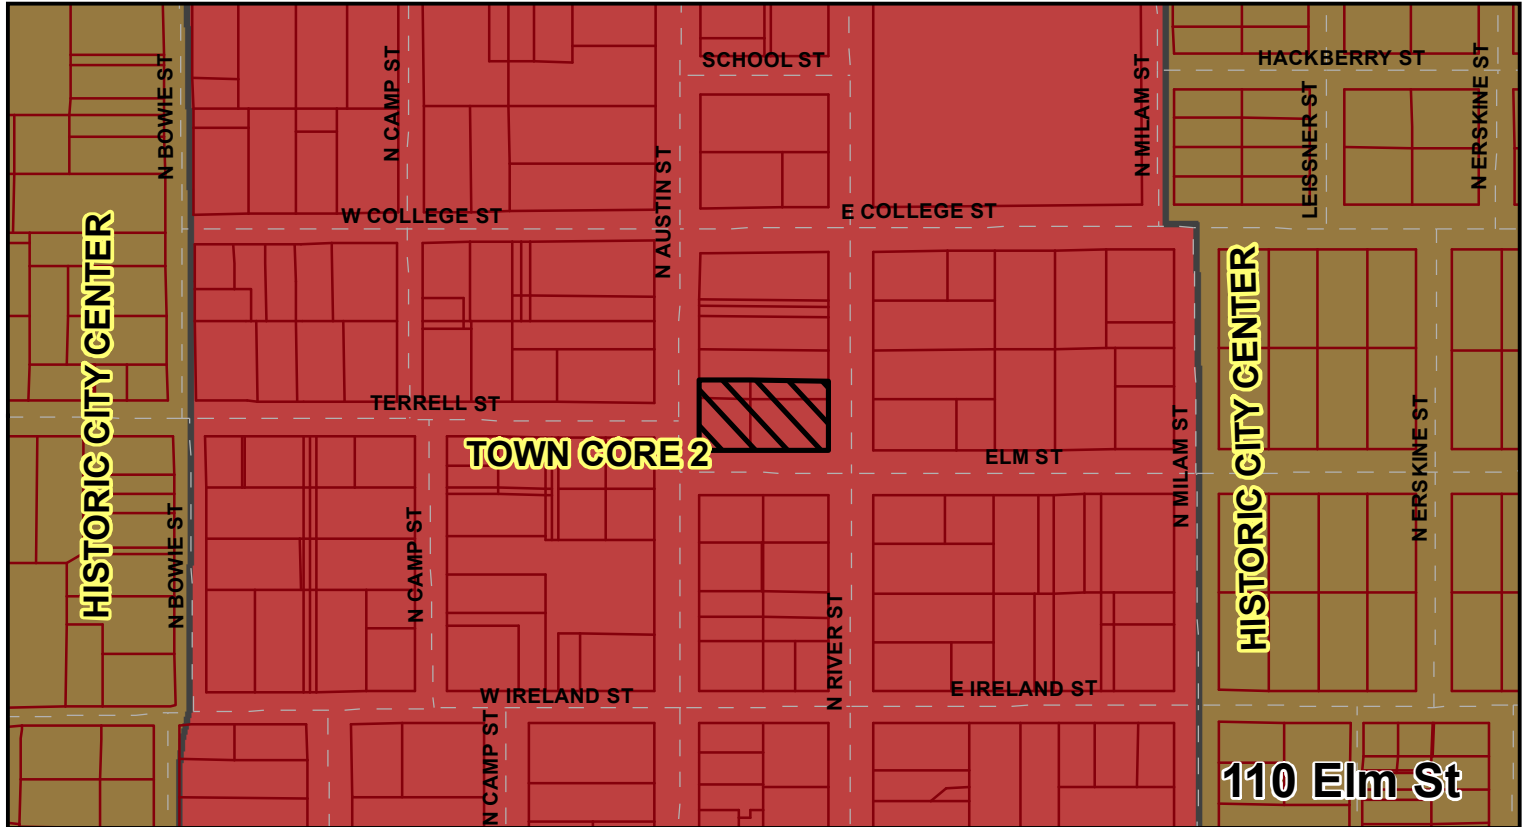 SCHOOL ST
HACKBERRY ST
N BOWIE ST
N CAMP ST
N MILAM ST
LEISSNER ST
N ERSKINE ST
N AUSTIN ST
W COLLEGE ST
E COLLEGE ST
HISTORIC CITY CENTER
HISTORIC CITY CENTER
TERRELL ST
TOWN CORE 2
ELM ST
N MILAM ST
N ERSKINE ST
N BOWIE ST
N CAMP ST
N RIVER ST
W IRELAND ST
E IRELAND ST
N CAMP ST
110 Elm St